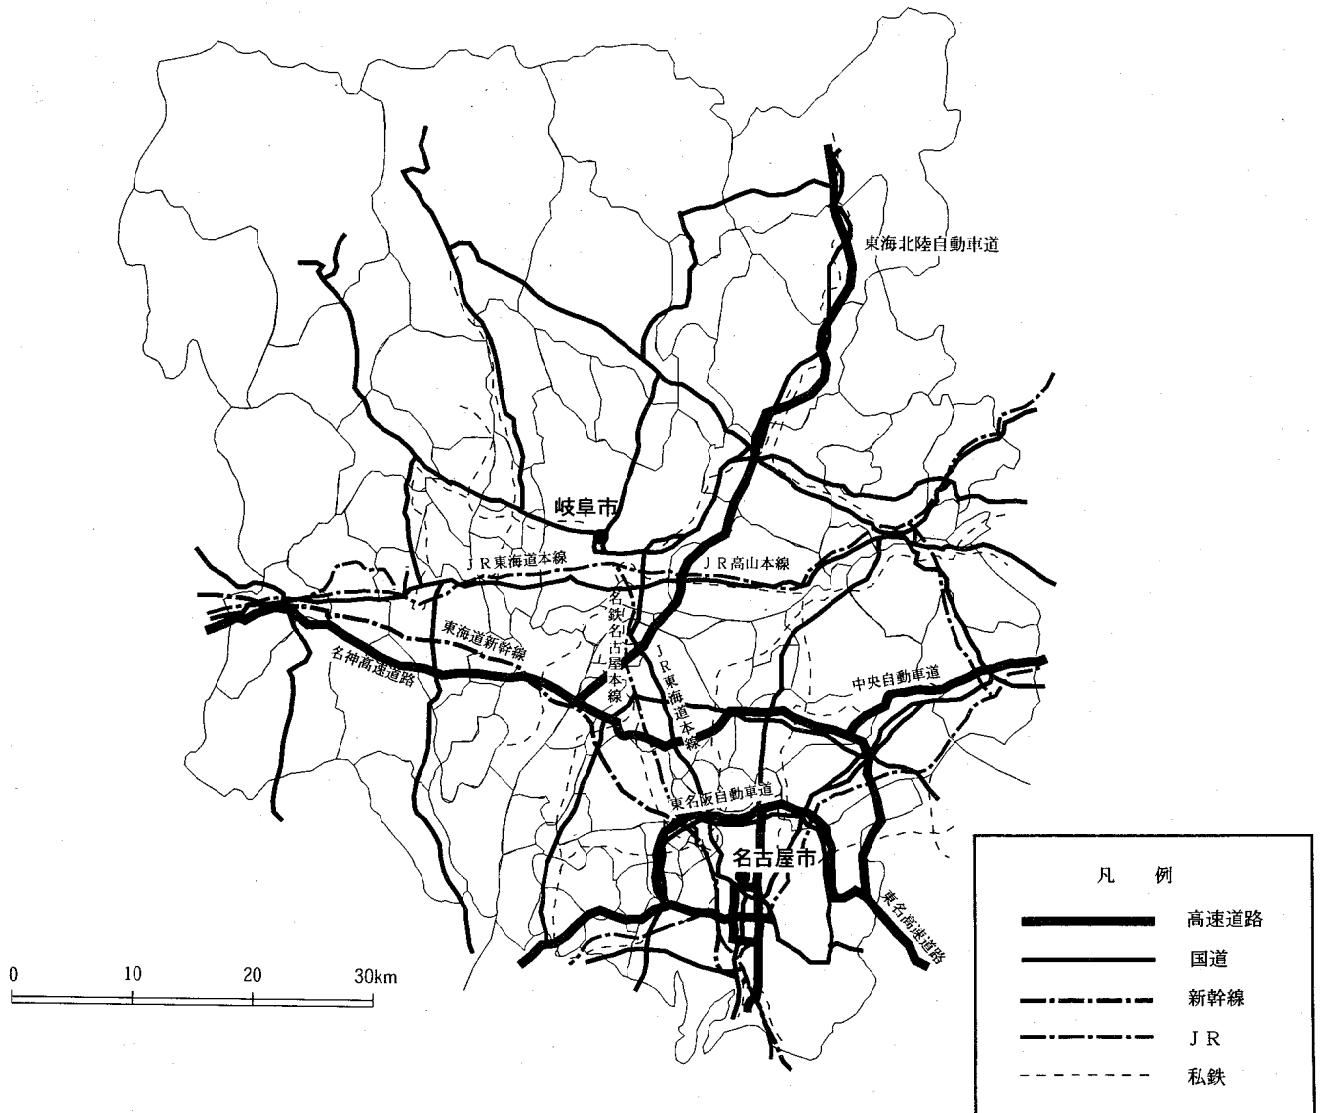 東海北陸自動車道
岐阜市
JR東海道本線
JR高山本線
名鉄名古屋本線
東海道新幹線
名神高速道路
JR東海道本線
中央自動車道
東名阪自動車道
名古屋市
東名高速道路
0 10 20 30km
凡 例
高速道路
国道
新幹線
JR
私鉄